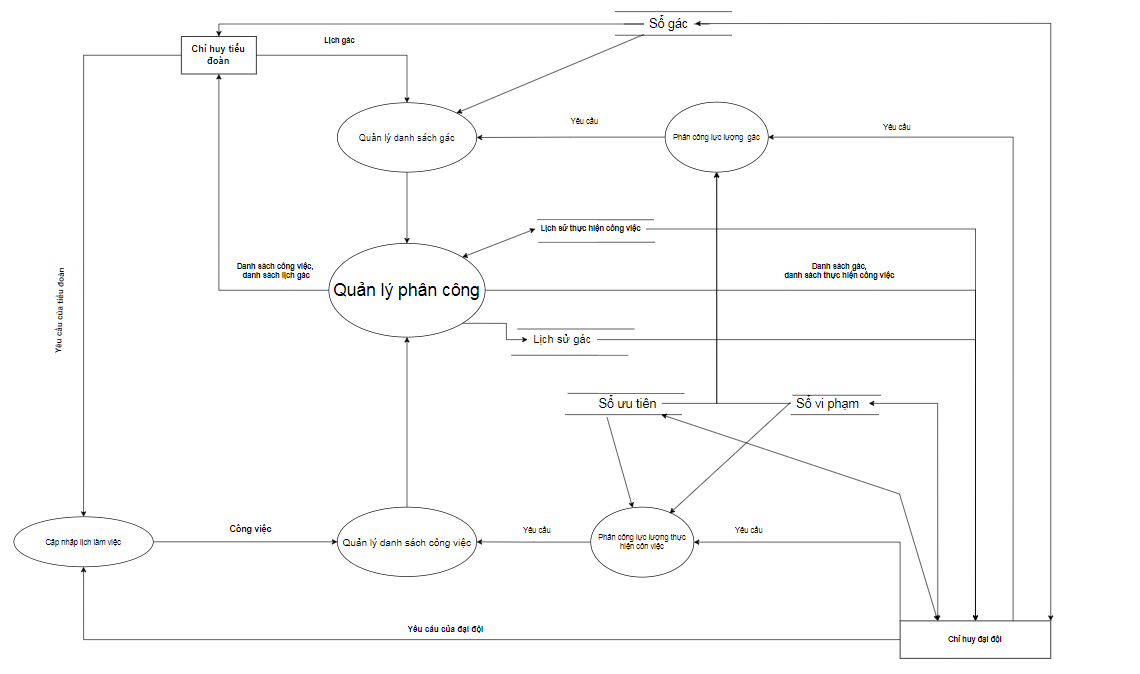 Sổ gác
Lịch gác
Chỉ huy tiểu
đoàn
Yêu cầu
Yêu cầu
Quản lý danh sách gác
Phân công lực lượng gác
Lịch sử thực hiện công việc
Danh sách công việc,
danh sách lịch gác
Danh sách gác,
danh sách thực hiện công việc
Quản lý phân công
Yêu cầu của tiểu đoàn
Lịch sử gác
Sổ ưu tiên
Sổ vi phạm
Công việc
Yêu cầu
Yêu cầu
Cập nhập lịch làm việc
Quản lý danh sách công việc
Phân công lực lượng thực
hiện côn việc
Yêu cầu của đại đội
Chỉ huy đại đội